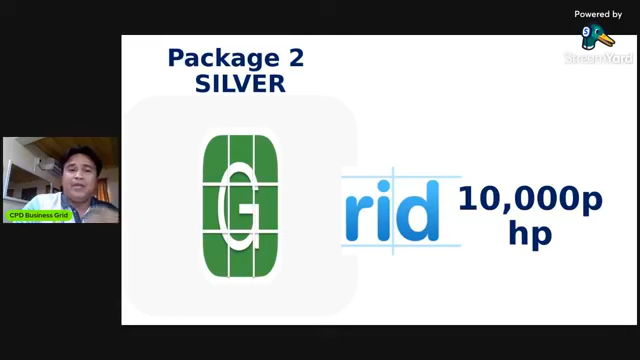 Powered by
StreamYard
Package 2
SILVER
G
rid
10,000p
hp
CPD Business Grid